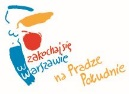 zakochaj się
w Warszawie
na Pradze
Południe